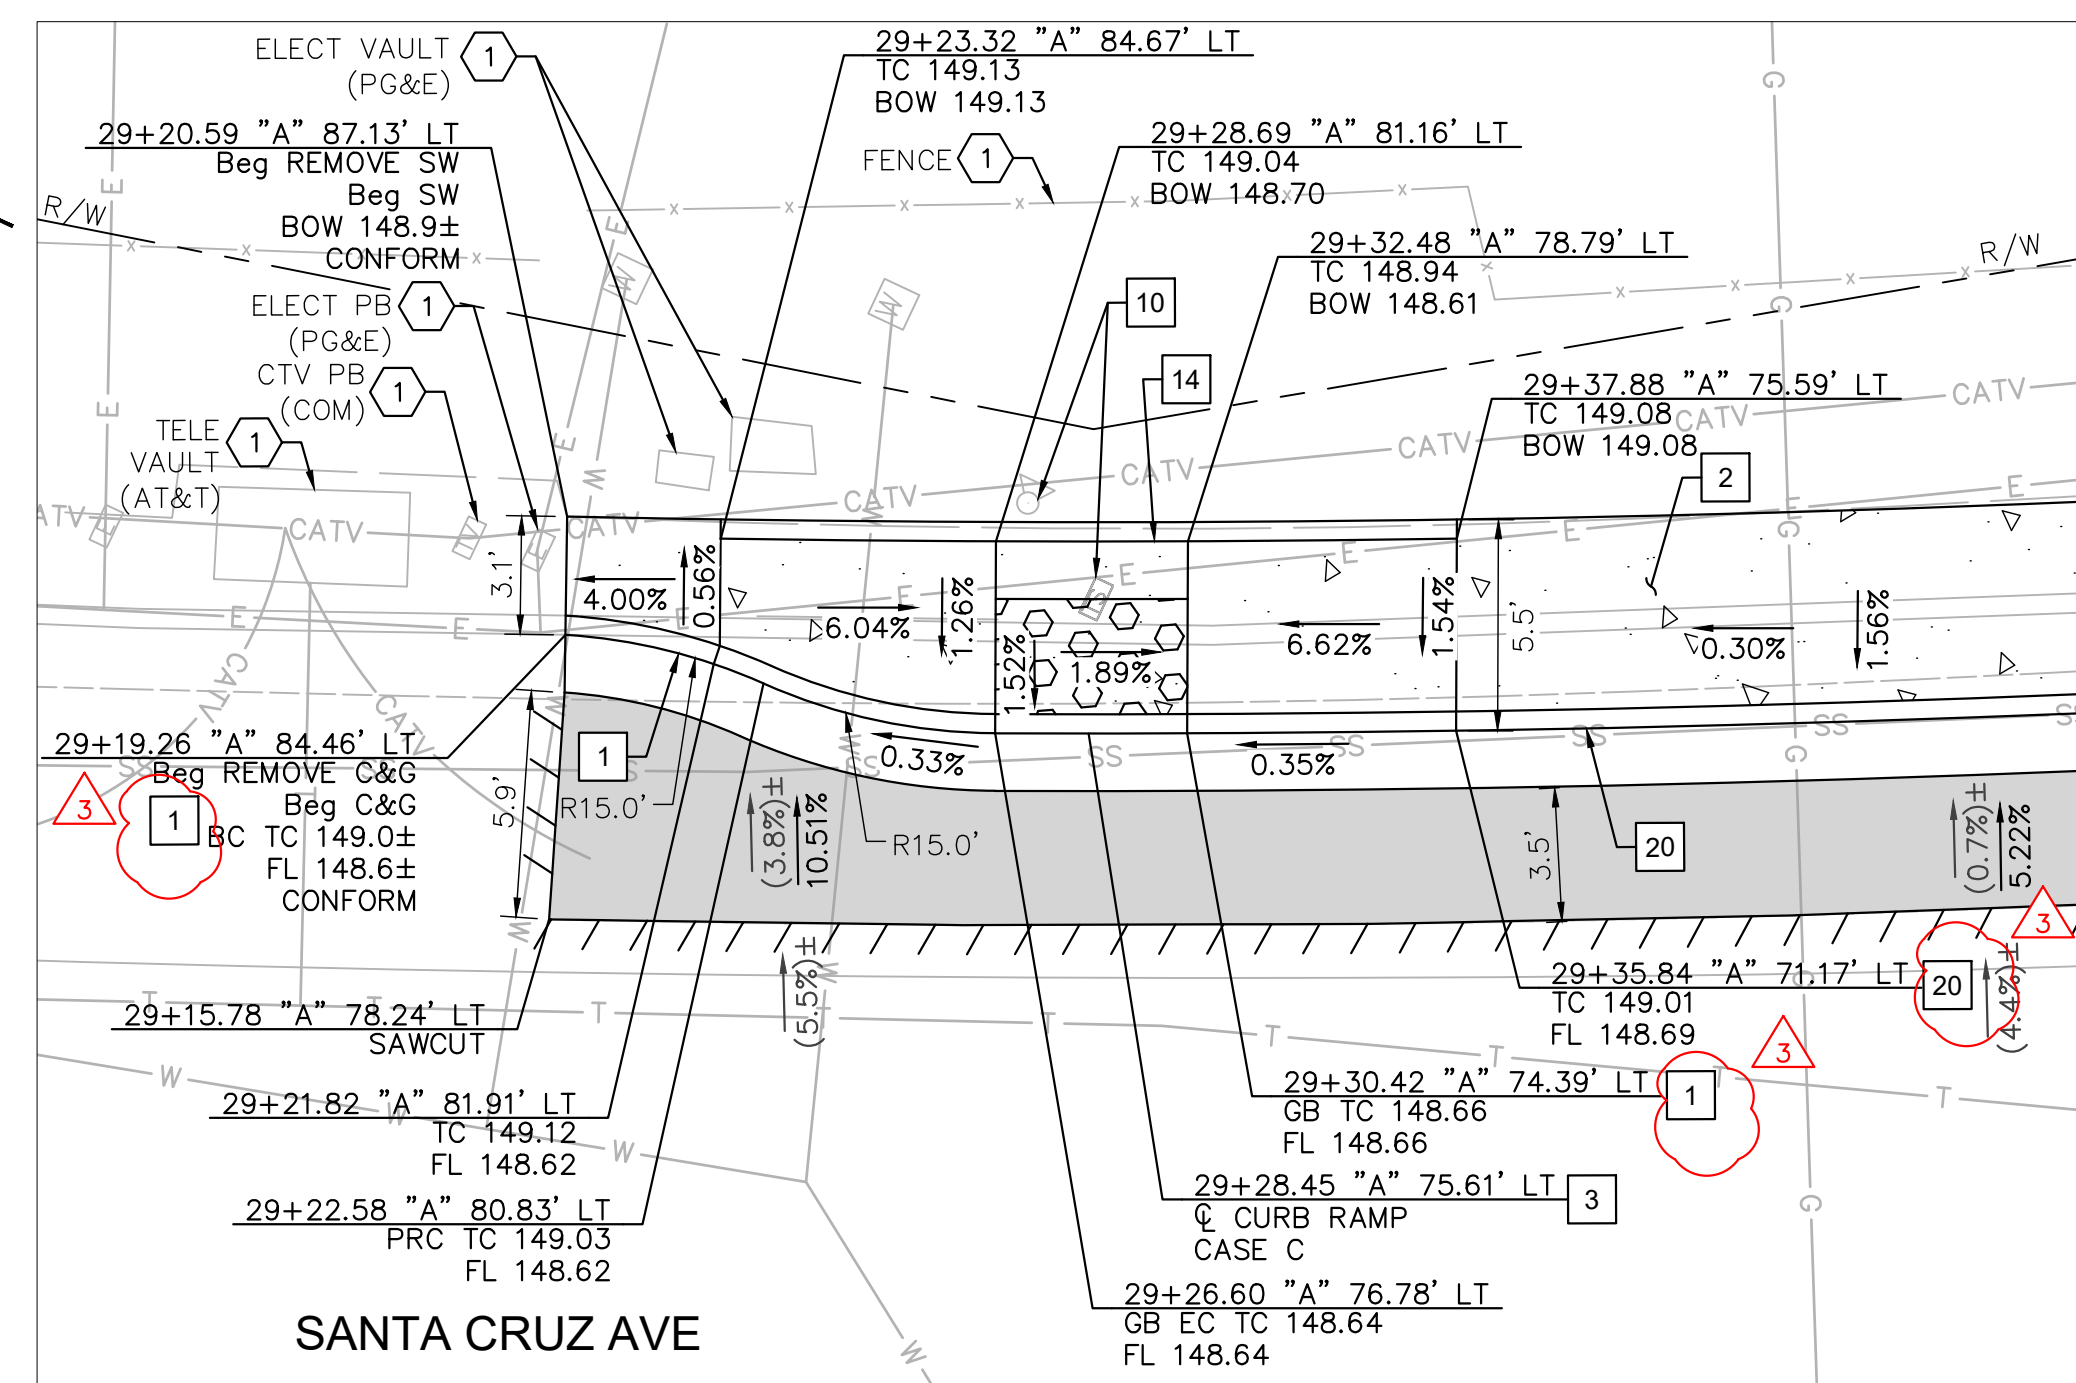 ELECT VAULT
(PG&E)
1
29+23.32 "A" 84.67' LT
TC 149.13
BOW 149.13
29+20.59 "A" 87.13' LT
Beg REMOVE SW
Beg SW
BOW 148.9±
CONFORM
FENCE
1
29+28.69 "A" 81.16' LT
TC 149.04
BOW 148.70
R/W
29+32.48 "A" 78.79' LT
TC 148.94
BOW 148.61
R/W
ELECT PB
(PG&E)
1
10
CTV PB
(COM)
1
14
29+37.88 "A" 75.59' LT
TC 149.08
BOW 149.08
TELE
VAULT
(AT&T)
1
2
CATV
CATV
CATV
CATV
CATV
CATV
CATV
CATV
CATV
3.1'
4.00%
0.56%
6.04%
1.26%
1.52%
1.89%
6.62%
1.54%
5.5'
0.30%
1.56%
29+19.26 "A" 84.46' LT
Beg REMOVE C&G
Beg C&G
BC TC 149.0±
FL 148.6±
CONFORM
3
1
5.9'
1
R15.0'
(3.8%)±
10.51%
R15.0'
0.33%
SS
SS
SS
SS
0.35%
3.5'
20
(0.7%)±
5.22%
3
(5.5%)±
29+15.78 "A" 78.24' LT
SAWCUT
29+35.84 "A" 71.17' LT
TC 149.01
FL 148.69
20
(4.4%)±
3
29+21.82 "A" 81.91' LT
TC 149.12
FL 148.62
29+30.42 "A" 74.39' LT
GB TC 148.66
FL 148.66
1
29+22.58 "A" 80.83' LT
PRC TC 149.03
FL 148.62
29+28.45 "A" 75.61' LT
℄ CURB RAMP
CASE C
3
29+26.60 "A" 76.78' LT
GB EC TC 148.64
FL 148.64
SANTA CRUZ AVE